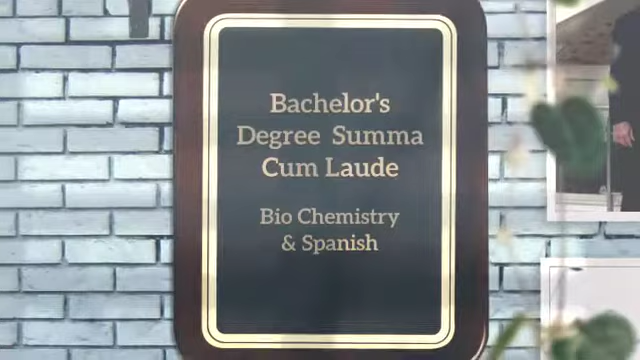 Bachelor's
Degree Summa
Cum Laude
Bio Chemistry
& Spanish